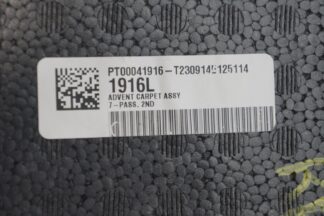 PT00041916-T230914L125114
1916L
ADVENT CARPET ASSY
7-PASS, 2ND